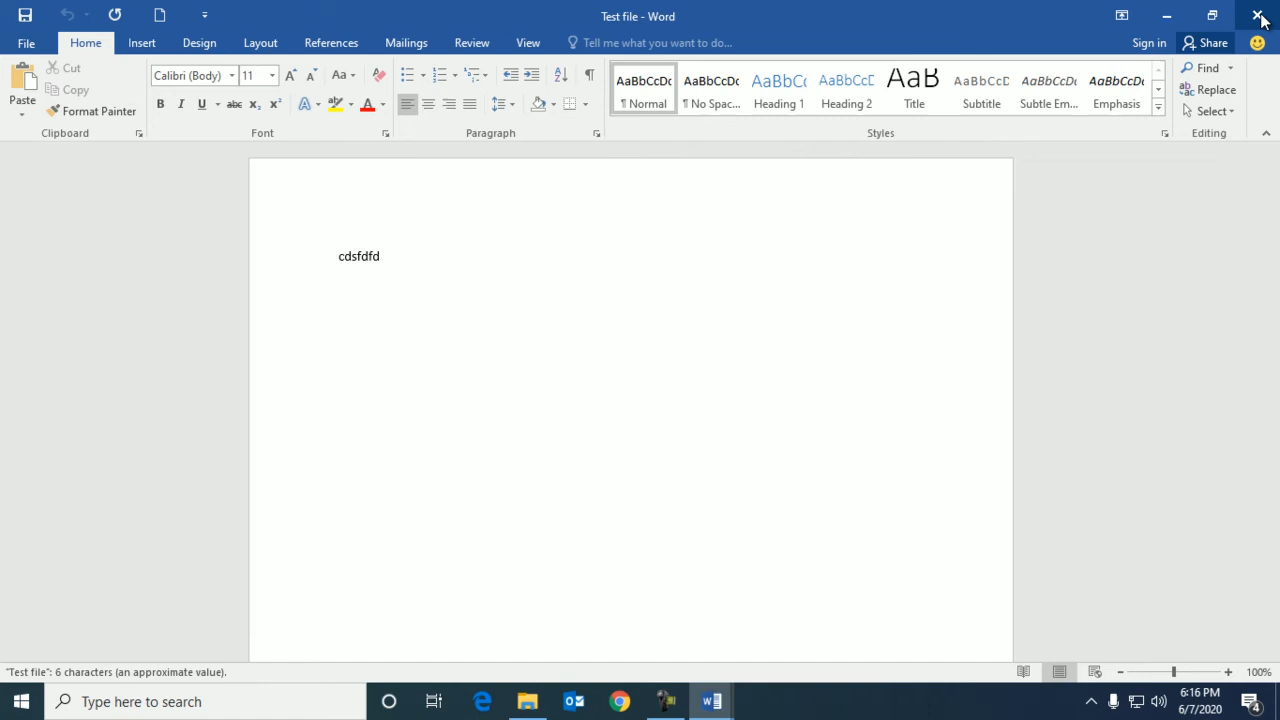 Test file - Word
File Home Insert Design Layout References Mailings Review View Tell me what you want to do... Sign in Share
Paste
Cut
Copy
Format Painter
Clipboard
Calibri (Body) 11
Font
Paragraph
AaBbCcDc ¶ Normal
AaBbCcDc ¶ No Spac...
AaBbCc Heading 1
AaBbCcD Heading 2
AaB Title
AaBbCcD Subtitle
AaBbCcDc Subtle Em...
AaBbCcDc Emphasis
Styles
Find
Replace
Select
Editing
cdsfdfd
"Test file": 6 characters (an approximate value).
100%
Type here to search
6:16 PM
6/7/2020
4